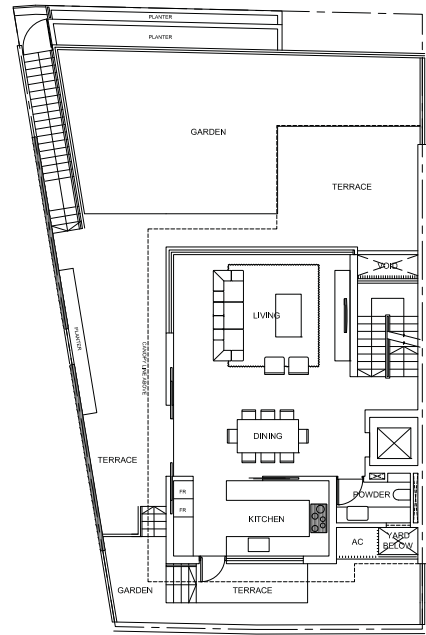 PLANTER
PLANTER
GARDEN
TERRACE
VOID
LIVING
PLANTER
CANOPY LINE ABOVE
DINING
TERRACE
FR
POWDER
FR
KITCHEN
AC
YARD
BELOW
GARDEN
TERRACE